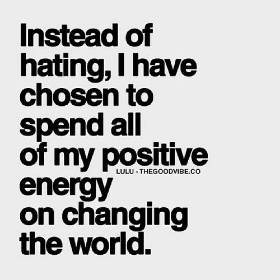 Instead of
hating, I have
chosen to
spend all
of my positive
LULU - THEGOODVIBE.CO
energy
on changing
the world.